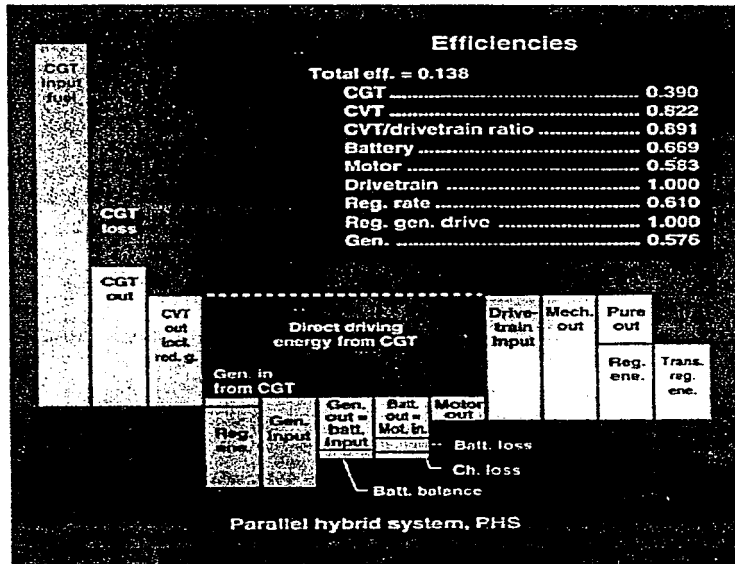 Efficiencies
Total eff. = 0.138
CGT 0.390
CVT 0.822
CVT/drivetrain ratio 0.891
Battery 0.669
Motor 0.583
Drivetrain 1.000
Reg. rate 0.610
Reg. gen. drive 1.000
Gen. 0.576
CGT
input
fuel
CGT
loss
CGT
out
CVT
out
incl.
red. g.
Direct driving
energy from CGT
Gen. in
from CGT
Reg.
ene.
Gen.
input
Gen.
out =
batt.
input
Batt.
out =
Mot. in.
Motor
out
Drive-
train
input
Mech.
out
Pure
out
Reg.
ene.
Trans.
reg.
ene.
Batt. loss
Ch. loss
Batt. balance
Parallel hybrid system, PHS